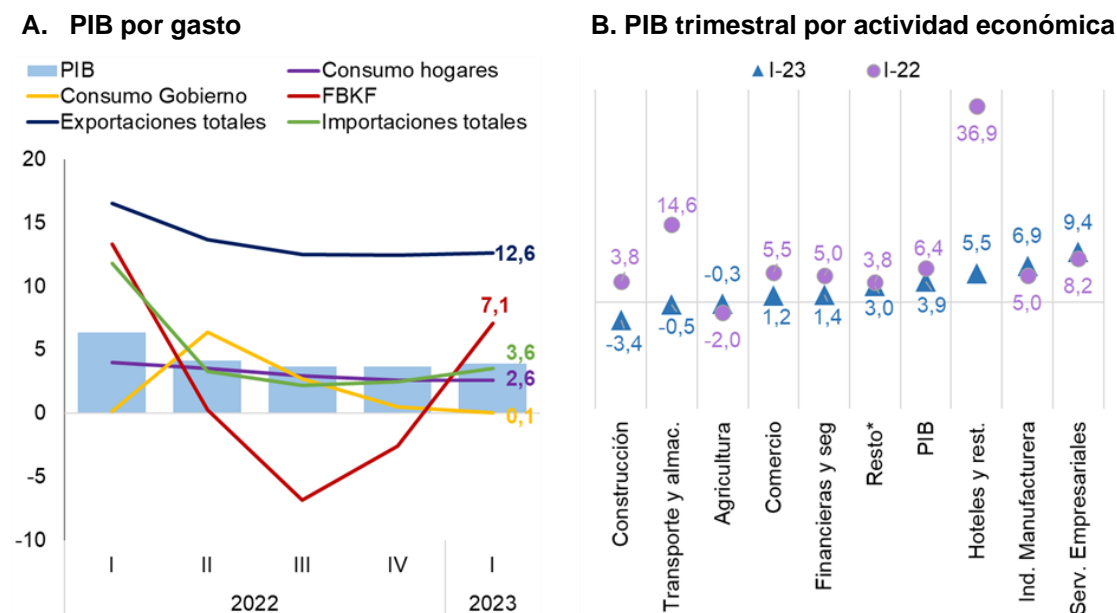 A. PIB por gasto
PIB
Consumo hogares
Consumo Gobierno
FBKF
Exportaciones totales
Importaciones totales
20
15
10
5
0
-5
-10
12,6
7,1
3,6
2,6
0,1
I II III IV I
2022 2023
B. PIB trimestral por actividad económica
I-23 I-22
36,9
14,6
3,8
-0,3
5,5
5,0
3,8
6,4
5,5
6,9
9,4
-3,4
-0,5
-2,0
1,2
1,4
3,0
3,9
5,0
8,2
Construcción
Transporte y almac.
Agricultura
Comercio
Financieras y seg
Resto*
PIB
Hoteles y rest.
Ind. Manufacturera
Serv. Empresariales